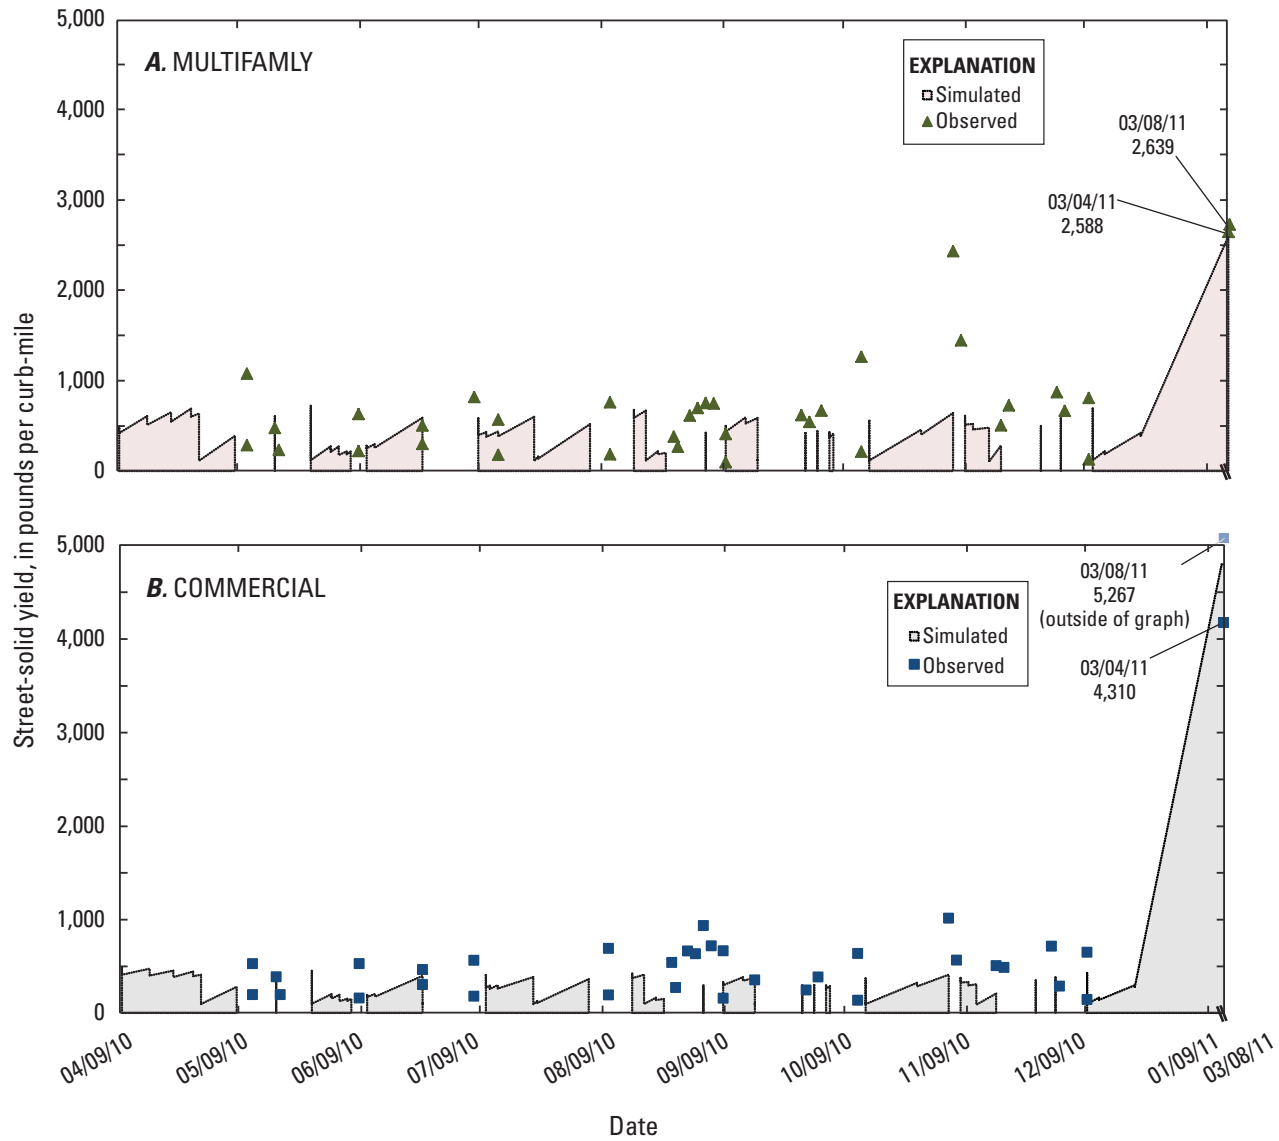 Street-solid yield, in pounds per curb-mile
5,000
4,000
3,000
2,000
1,000
0
A. MULTIFAMLY
EXPLANATION
Simulated
Observed
03/08/11
2,639
03/04/11
2,588
5,000
4,000
3,000
2,000
1,000
0
B. COMMERCIAL
EXPLANATION
Simulated
Observed
03/08/11
5,267
(outside of graph)
03/04/11
4,310
04/09/10
05/09/10
06/09/10
07/09/10
08/09/10
09/09/10
10/09/10
11/09/10
12/09/10
01/09/11
03/08/11
Date